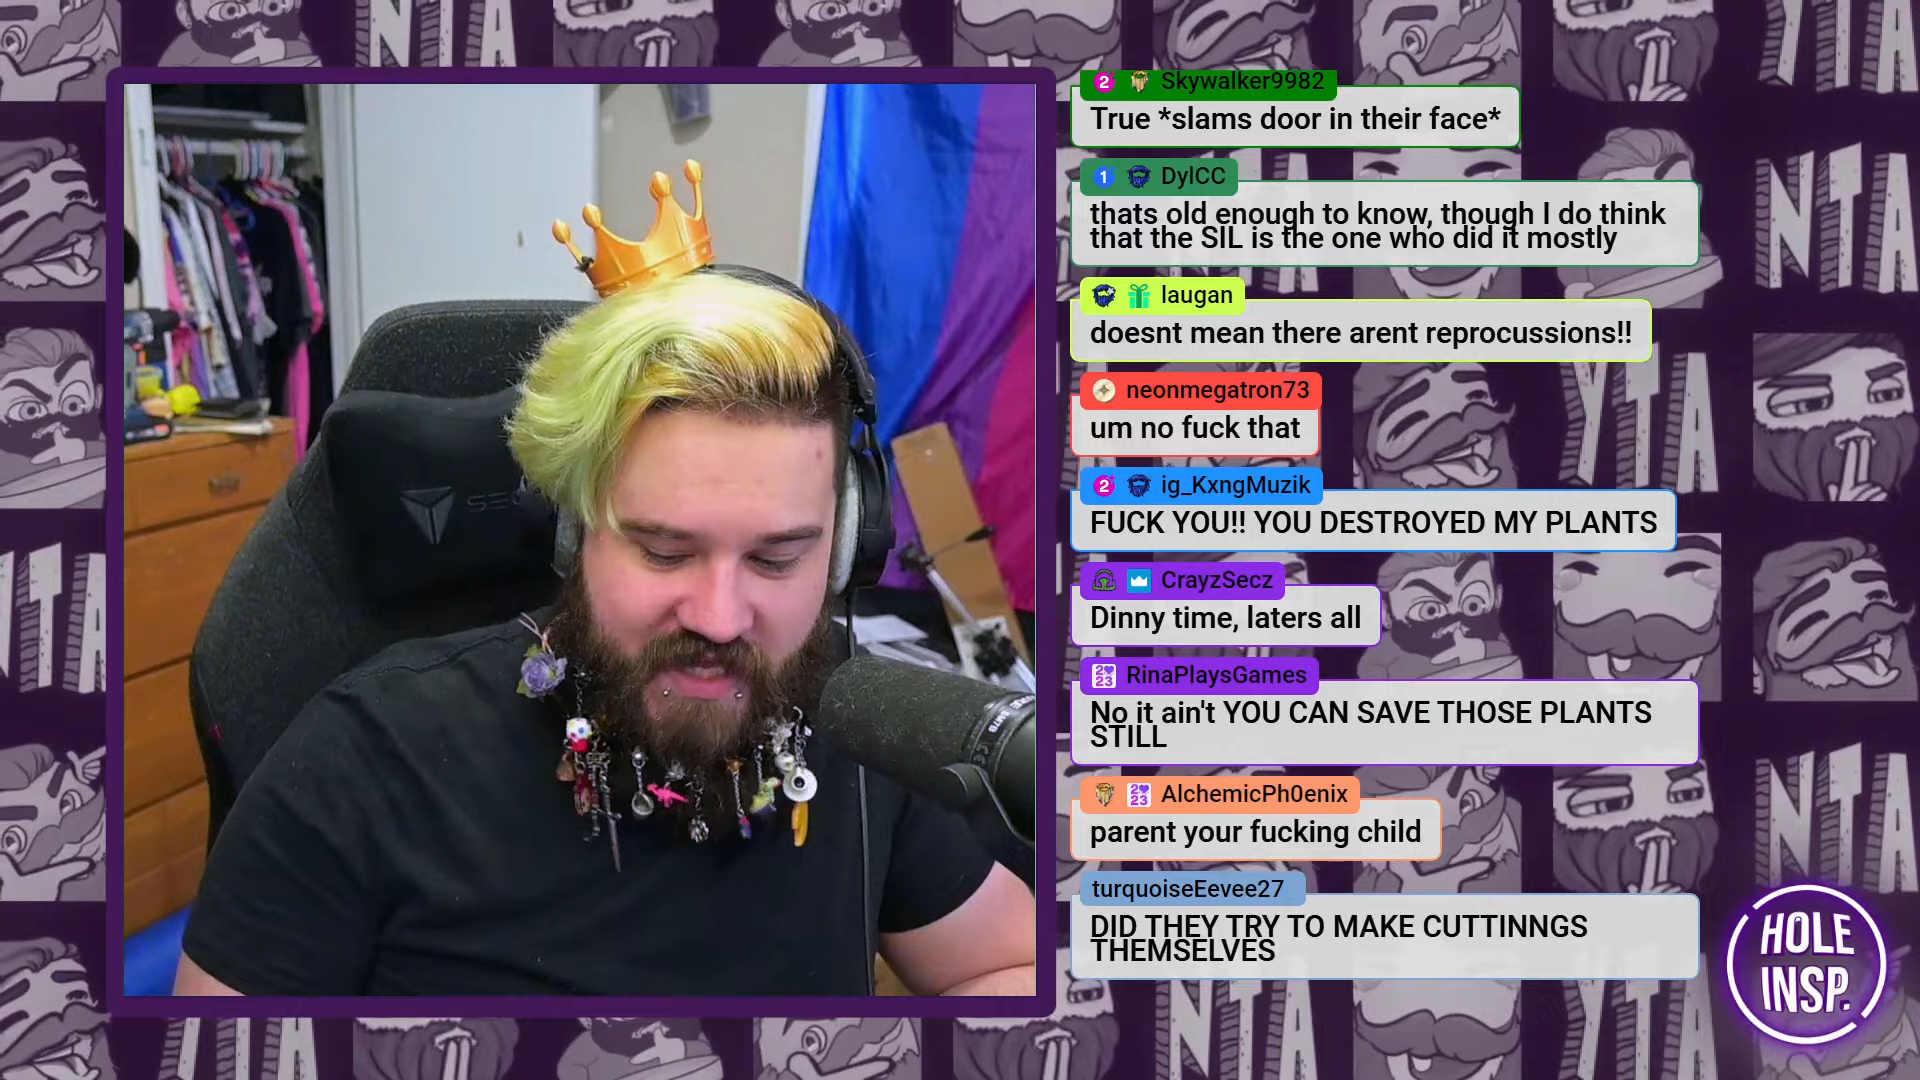 NTA
YTA
Skywalker9982
True *slams door in their face*
DylCC
thats old enough to know, though I do think
that the SIL is the one who did it mostly
laugan
doesnt mean there arent reprocussions!!
neonmegatron73
um no fuck that
ig_KxngMuzik
FUCK YOU!! YOU DESTROYED MY PLANTS
CrayzSecz
Dinny time, laters all
RinaPlaysGames
No it ain't YOU CAN SAVE THOSE PLANTS
STILL
AlchemicPh0enix
parent your fucking child
turquoiseEevee27
DID THEY TRY TO MAKE CUTTINNGS
THEMSELVES
HOLE
INSP.